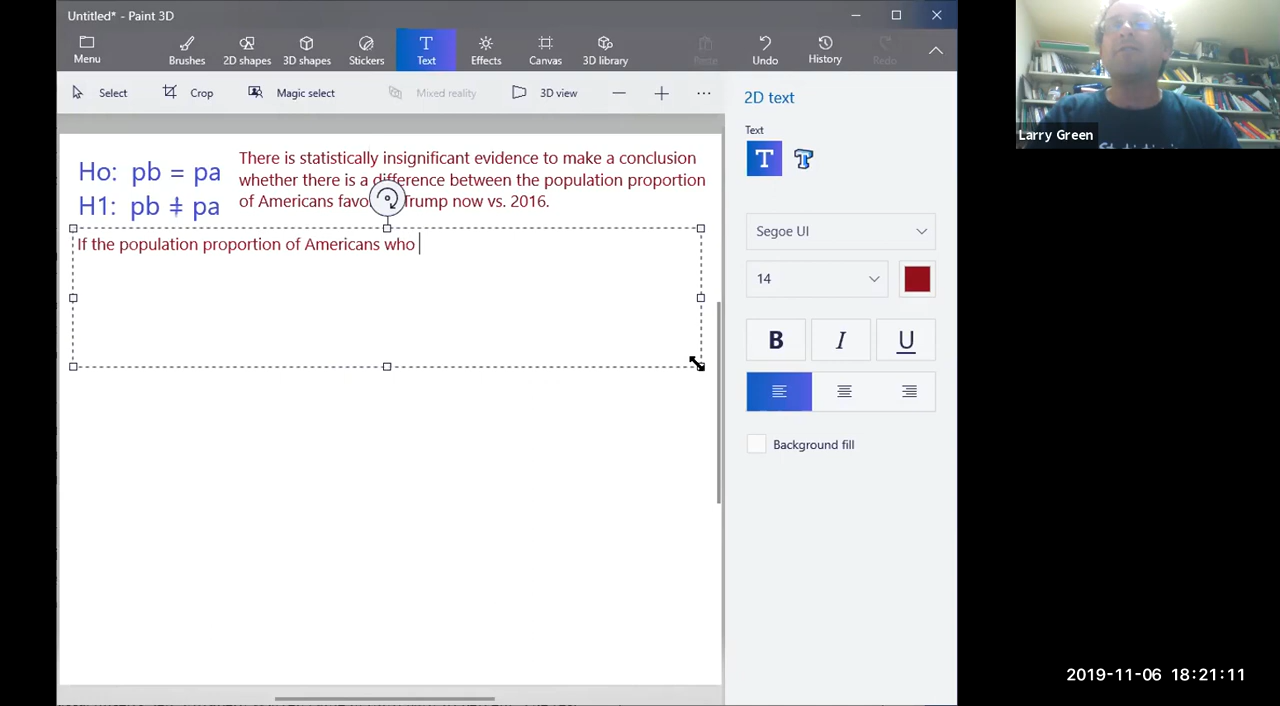 Untitled* - Paint 3D
Menu
Brushes
2D shapes
3D shapes
Stickers
Text
Effects
Canvas
3D library
Paste
Undo
History
Redo
Select
Crop
Magic select
Mixed reality
3D view
2D text
Text
Larry Green
Ho: pb = pa
H1: pb ‡ pa
There is statistically insignificant evidence to make a conclusion
whether there is a difference between the population proportion
of Americans Trump now vs. 2016.
If the population proportion of Americans who
Segoe UI
14
B I U
Background fill
2019-11-06 18:21:11